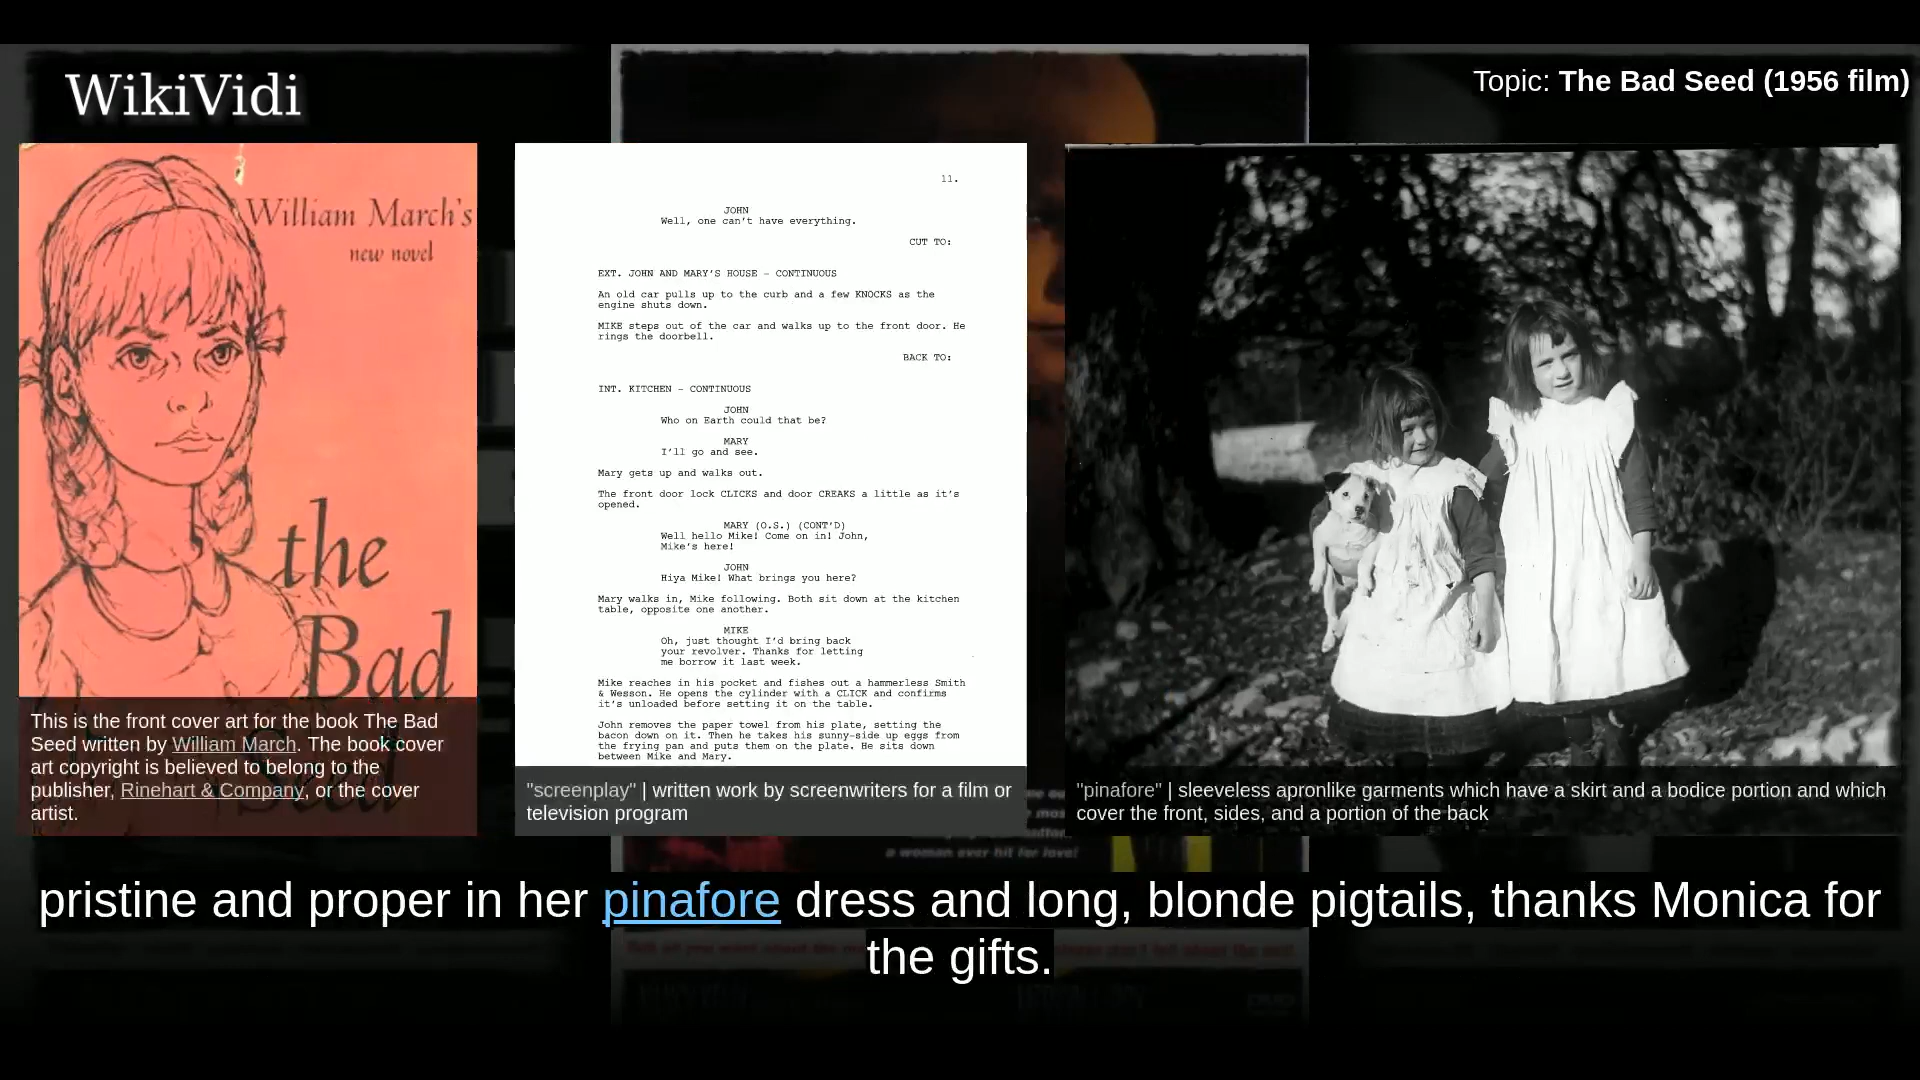 WikiVidi
Topic: The Bad Seed (1956 film)
William March's
new novel
the
Bad
Seed
This is the front cover art for the book The Bad
Seed written by William March. The book cover
art copyright is believed to belong to the
publisher, Rinehart & Company, or the cover
artist.
11.
JOHN
Well, one can't have everything.
CUT TO:
EXT. JOHN AND MARY'S HOUSE - CONTINUOUS
An old car pulls up to the curb and a few KNOCKS as the
engine shuts down.
MIKE steps out of the car and walks up to the front door. He
rings the doorbell.
BACK TO:
INT. KITCHEN - CONTINUOUS
JOHN
Who on Earth could that be?
MARY
I'll go and see.
Mary gets up and walks out.
The front door lock CLICKS and door CREAKS a little as it's
opened.
MARY (O.S.) (CONT'D)
Well hello Mike! Come on in! John,
Mike's here!
JOHN
Hiya Mike! What brings you here?
Mary walks in, Mike following. Both sit down at the kitchen
table, opposite one another.
MIKE
Oh, just thought I'd bring back
your revolver. Thanks for letting
me borrow it last week.
Mike reaches in his pocket and fishes out a hammerless Smith
& Wesson. He opens the cylinder with a CLICK and confirms
it's unloaded before setting it on the table.
John removes the paper towel from his plate, setting the
bacon down on it. Then he takes his sunny-side up eggs from
the frying pan and puts them on the plate. He sits down
between Mike and Mary.
"screenplay" | written work by screenwriters for a film or
television program
"pinafore" | sleeveless apronlike garments which have a skirt and a bodice portion and which
cover the front, sides, and a portion of the back
a woman ever hit for love!
pristine and proper in her pinafore dress and long, blonde pigtails, thanks Monica for
the gifts.